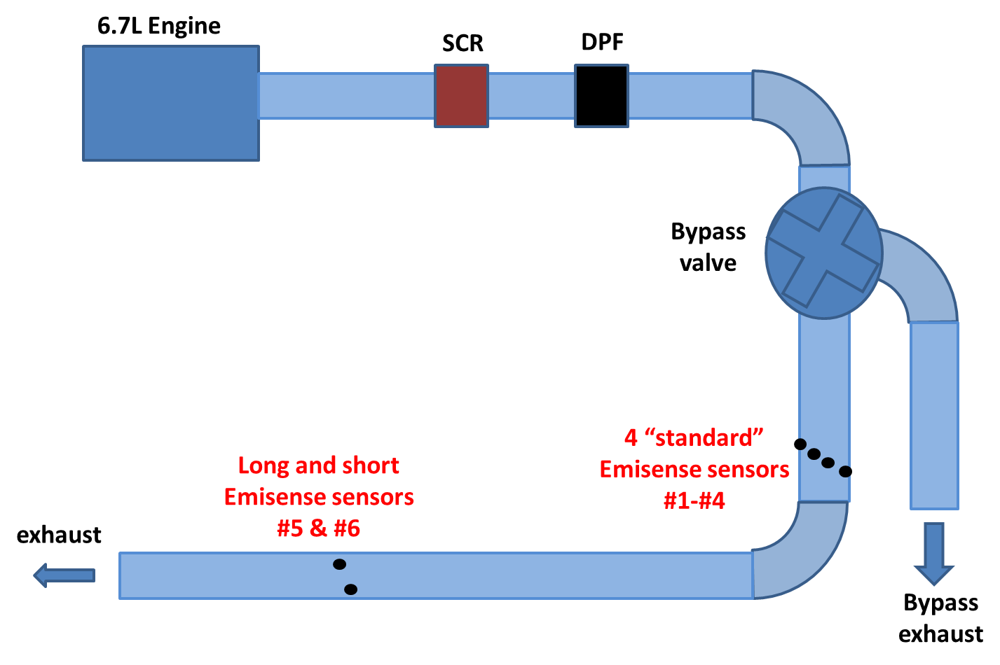 6.7L Engine
SCR
DPF
Bypass
valve
4 “standard”
Emisense sensors
#1-#4
Long and short
Emisense sensors
#5 & #6
exhaust
Bypass
exhaust